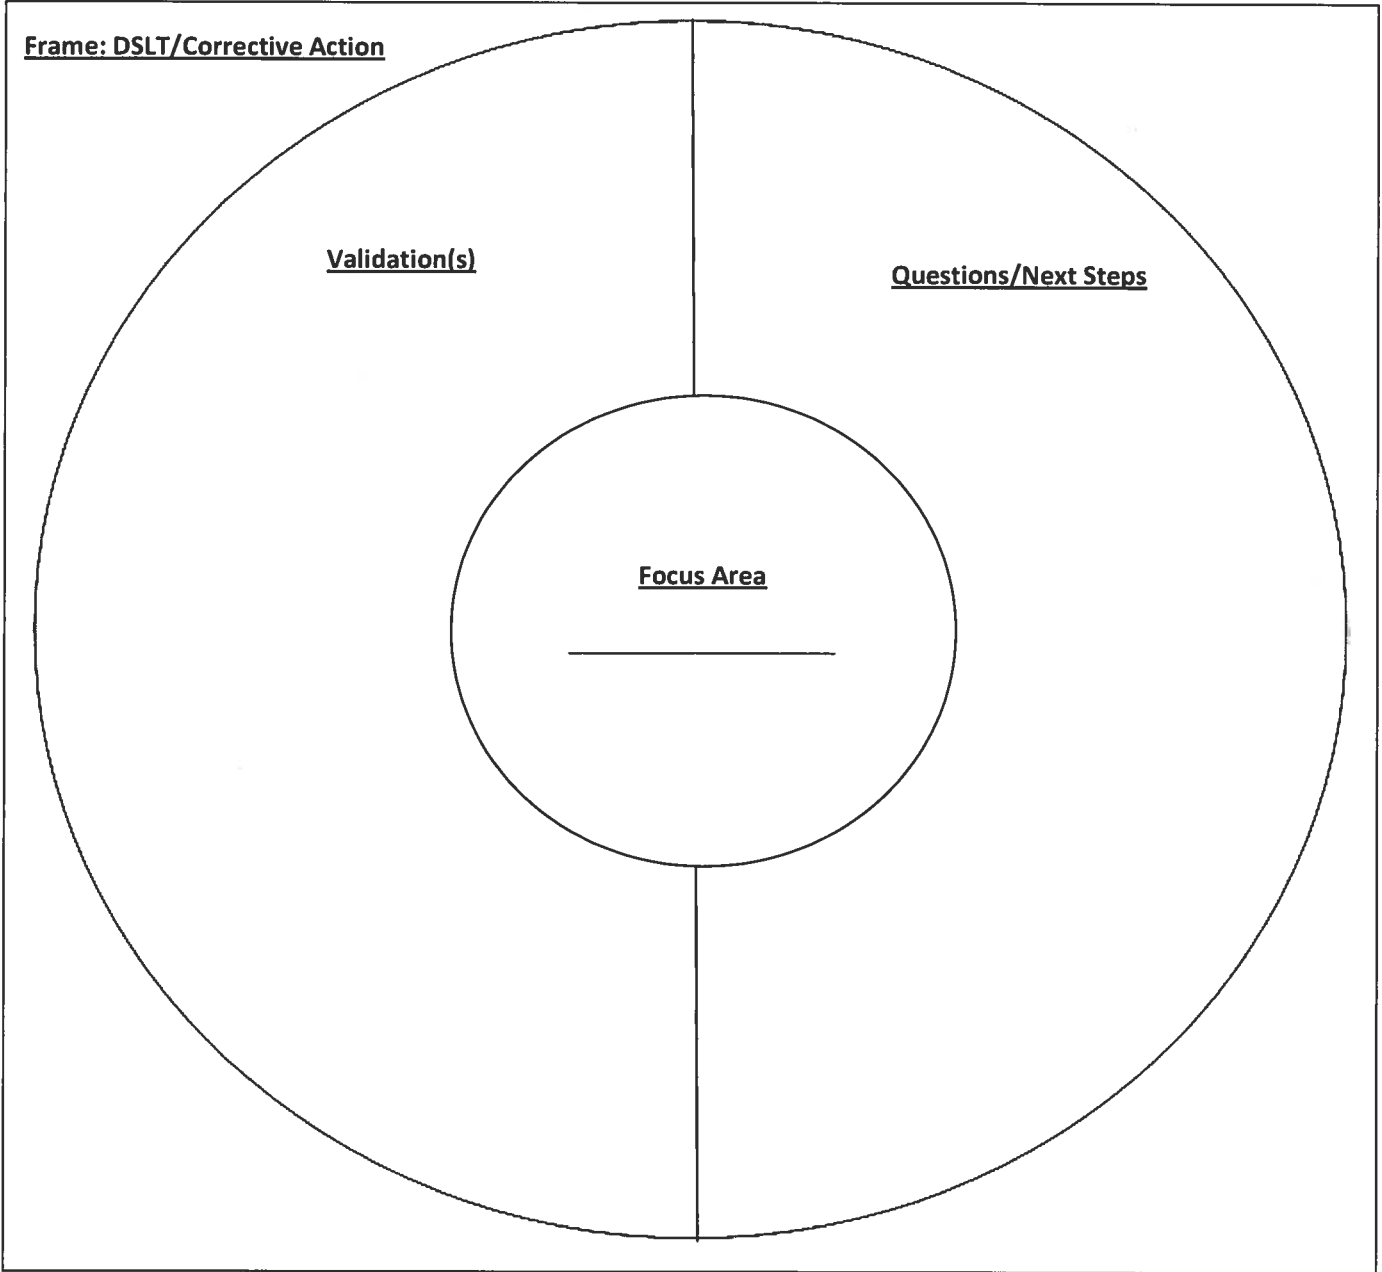 Frame: DSLT/Corrective Action
Validation(s)
Questions/Next Steps
Focus Area